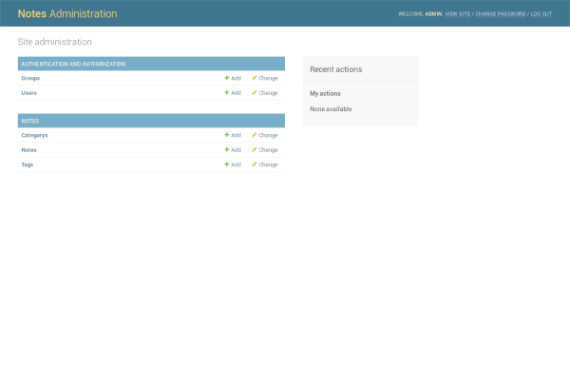 Notes Administration
WELCOME, ADMIN. VIEW SITE / CHANGE PASSWORD / LOG OUT
Site administration
AUTHENTICATION AND AUTHORIZATION
Groups + Add Change
Users + Add Change
NOTES
Categorys + Add Change
Notes + Add Change
Tags + Add Change
Recent actions
My actions
None available